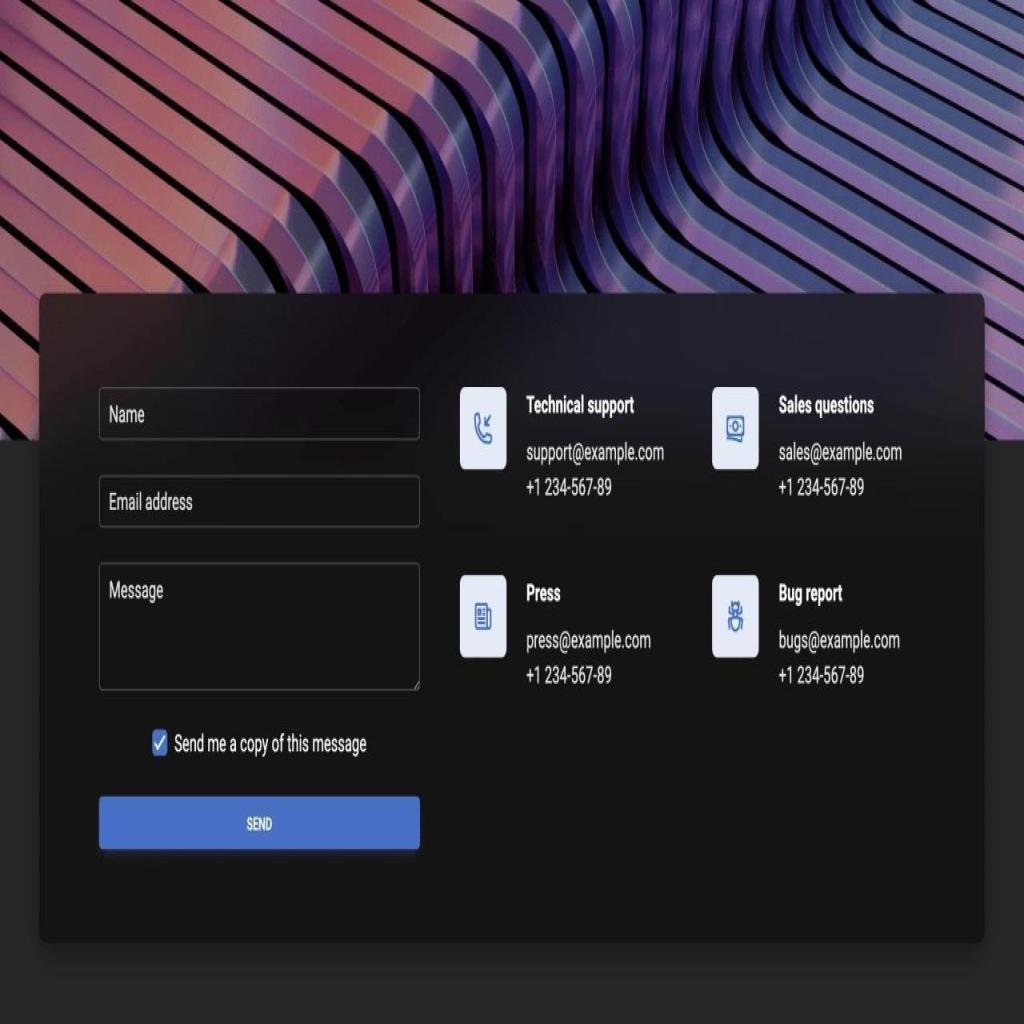 Name
Email address
Message
Send me a copy of this message
SEND
Technical support
support@example.com
+1 234-567-89
Sales questions
sales@example.com
+1 234-567-89
Press
press@example.com
+1 234-567-89
Bug report
bugs@example.com
+1 234-567-89